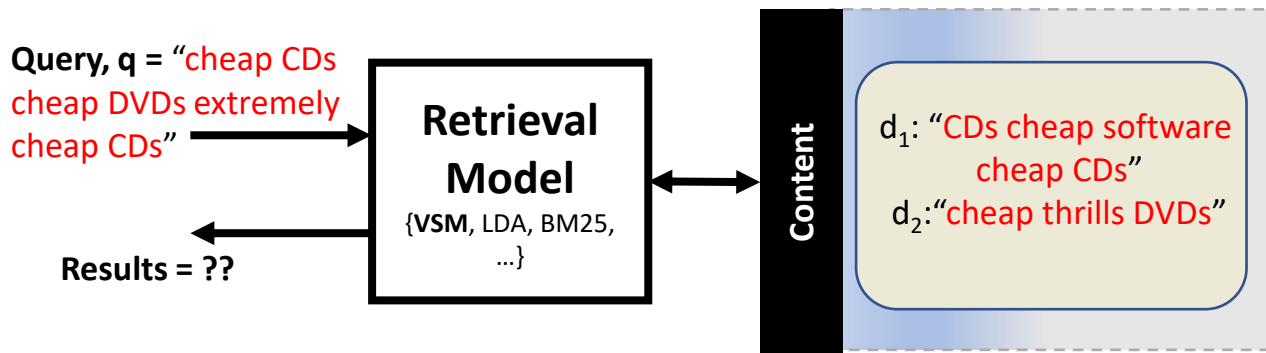 Query, q = “cheap CDs
cheap DVDs extremely
cheap CDs”
Results = ??
Retrieval
Model
{VSM, LDA, BM25,
…}
Content
d₁: “CDs cheap software
cheap CDs”
d₂:“cheap thrills DVDs”